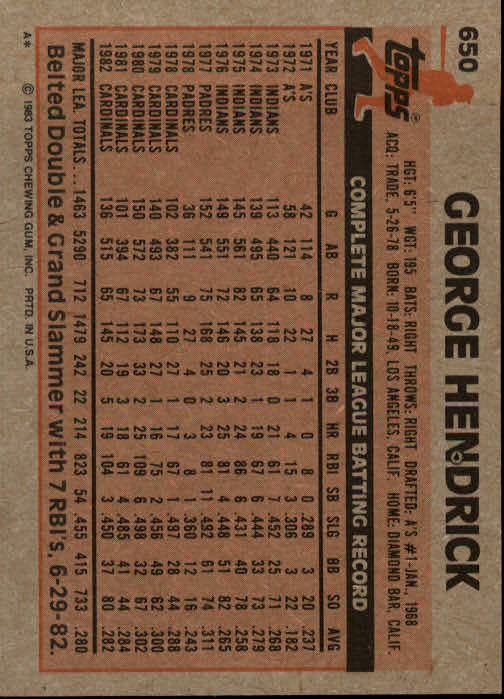 650
TOPPS®
GEORGE HENDRICK
HGT: 6'5" WGT: 195 BATS: RIGHT THROWS: RIGHT DRAFTED: A'S #1-JAN., 1968
ACQ: TRADE, 5-26-78 BORN: 10-18-49, LOS ANGELES, CALIF. HOME: DIAMOND BAR, CALIF.
COMPLETE MAJOR LEAGUE BATTING RECORD
YEAR CLUB G AB R H 2B 3B HR RBI SB SLG BB SO AVG
1971 A'S 42 114 8 27 4 1 0 8 0 .289 3 20 .237
1972 A'S 58 121 10 22 1 1 4 15 3 .306 3 22 .182
1973 INDIANS 113 440 64 118 18 0 21 61 7 .452 25 71 .268
1974 INDIANS 139 495 65 138 23 1 19 67 6 .444 33 73 .279
1975 INDIANS 145 561 82 145 21 2 24 86 6 .431 40 78 .258
1976 INDIANS 149 551 72 146 20 3 25 81 4 .448 51 82 .265
1977 PADRES 152 541 75 168 25 2 23 81 11 .492 61 74 .311
1978 PADRES 36 111 9 27 4 0 3 8 1 .360 12 16 .243
1978 CARDINALS 102 382 55 110 27 1 17 67 1 .497 28 44 .288
1979 CARDINALS 140 493 67 148 27 1 16 75 2 .456 49 62 .300
1980 CARDINALS 150 572 73 173 33 2 25 109 6 .498 32 67 .302
1981 CARDINALS 101 394 67 112 19 3 18 61 4 .485 41 44 .284
1982 CARDINALS 136 515 65 145 20 5 19 104 3 .450 37 80 .282
MAJOR LEA. TOTALS... 1463 5290 712 1479 242 22 214 823 54 .455 415 733 .280
Belted Double & Grand Slammer with 7 RBI's, 6-29-82.
A* © 1983 TOPPS CHEWING GUM, INC. PRTD. IN U.S.A.